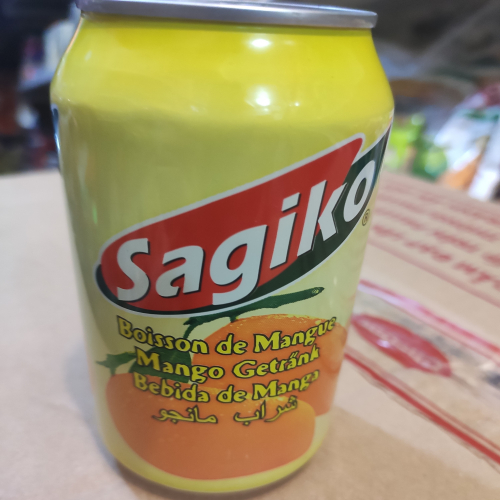 Sagiko
®
Boisson de Mangue
Mango Getränk
Bebida de Manga
شراب مانجو